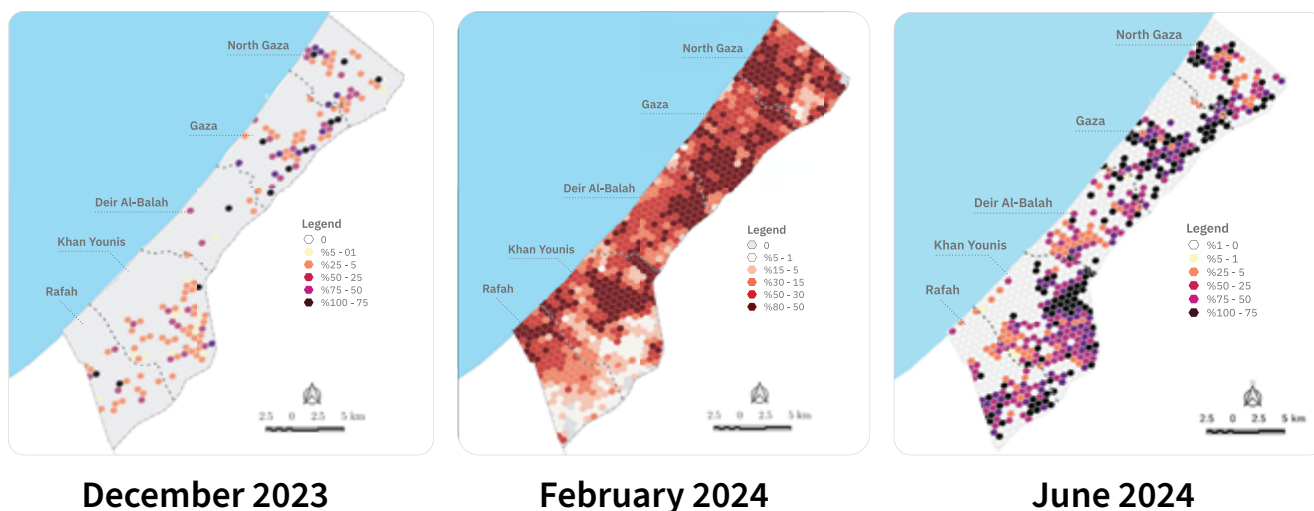 North Gaza
Gaza
Deir Al-Balah
Khan Younis
Rafah
Legend
0
%5 - 01
%25 - 5
%50 - 25
%75 - 50
%100 - 75
2.5 0 2.5 5 km
December 2023
North Gaza
Gaza
Deir Al-Balah
Khan Younis
Rafah
Legend
0
%5 - 1
%15 - 5
%30 - 15
%50 - 30
%80 - 50
2.5 0 2.5 5 km
February 2024
North Gaza
Gaza
Deir Al-Balah
Khan Younis
Rafah
Legend
%1 - 0
%5 - 1
%25 - 5
%50 - 25
%75 - 50
%100 - 75
2.5 0 2.5 5 km
June 2024